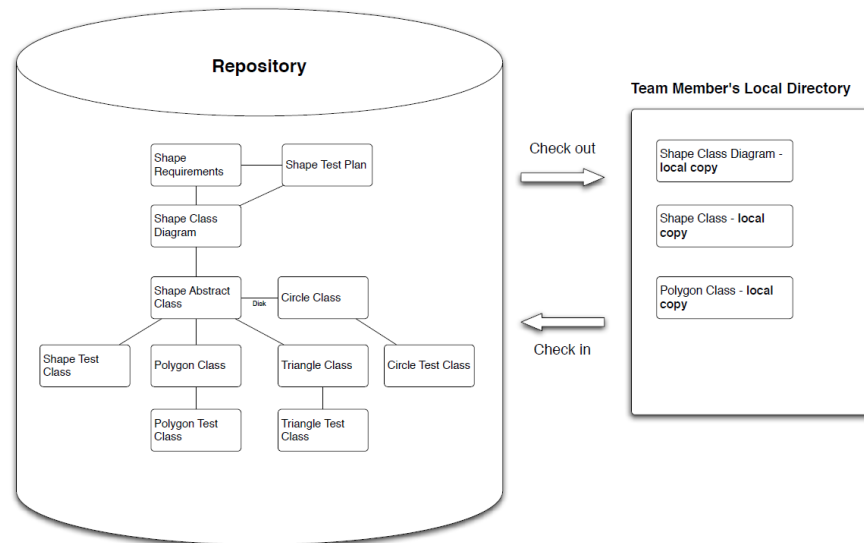 Repository
Team Member's Local Directory
Check out
Shape
Requirements
Shape Test Plan
Shape Class Diagram -
local copy
Shape Class
Diagram
Shape Class - local
copy
Shape Abstract
Class
Disk
Circle Class
Polygon Class - local
copy
Check in
Shape Test
Class
Polygon Class
Triangle Class
Circle Test Class
Polygon Test
Class
Triangle Test
Class